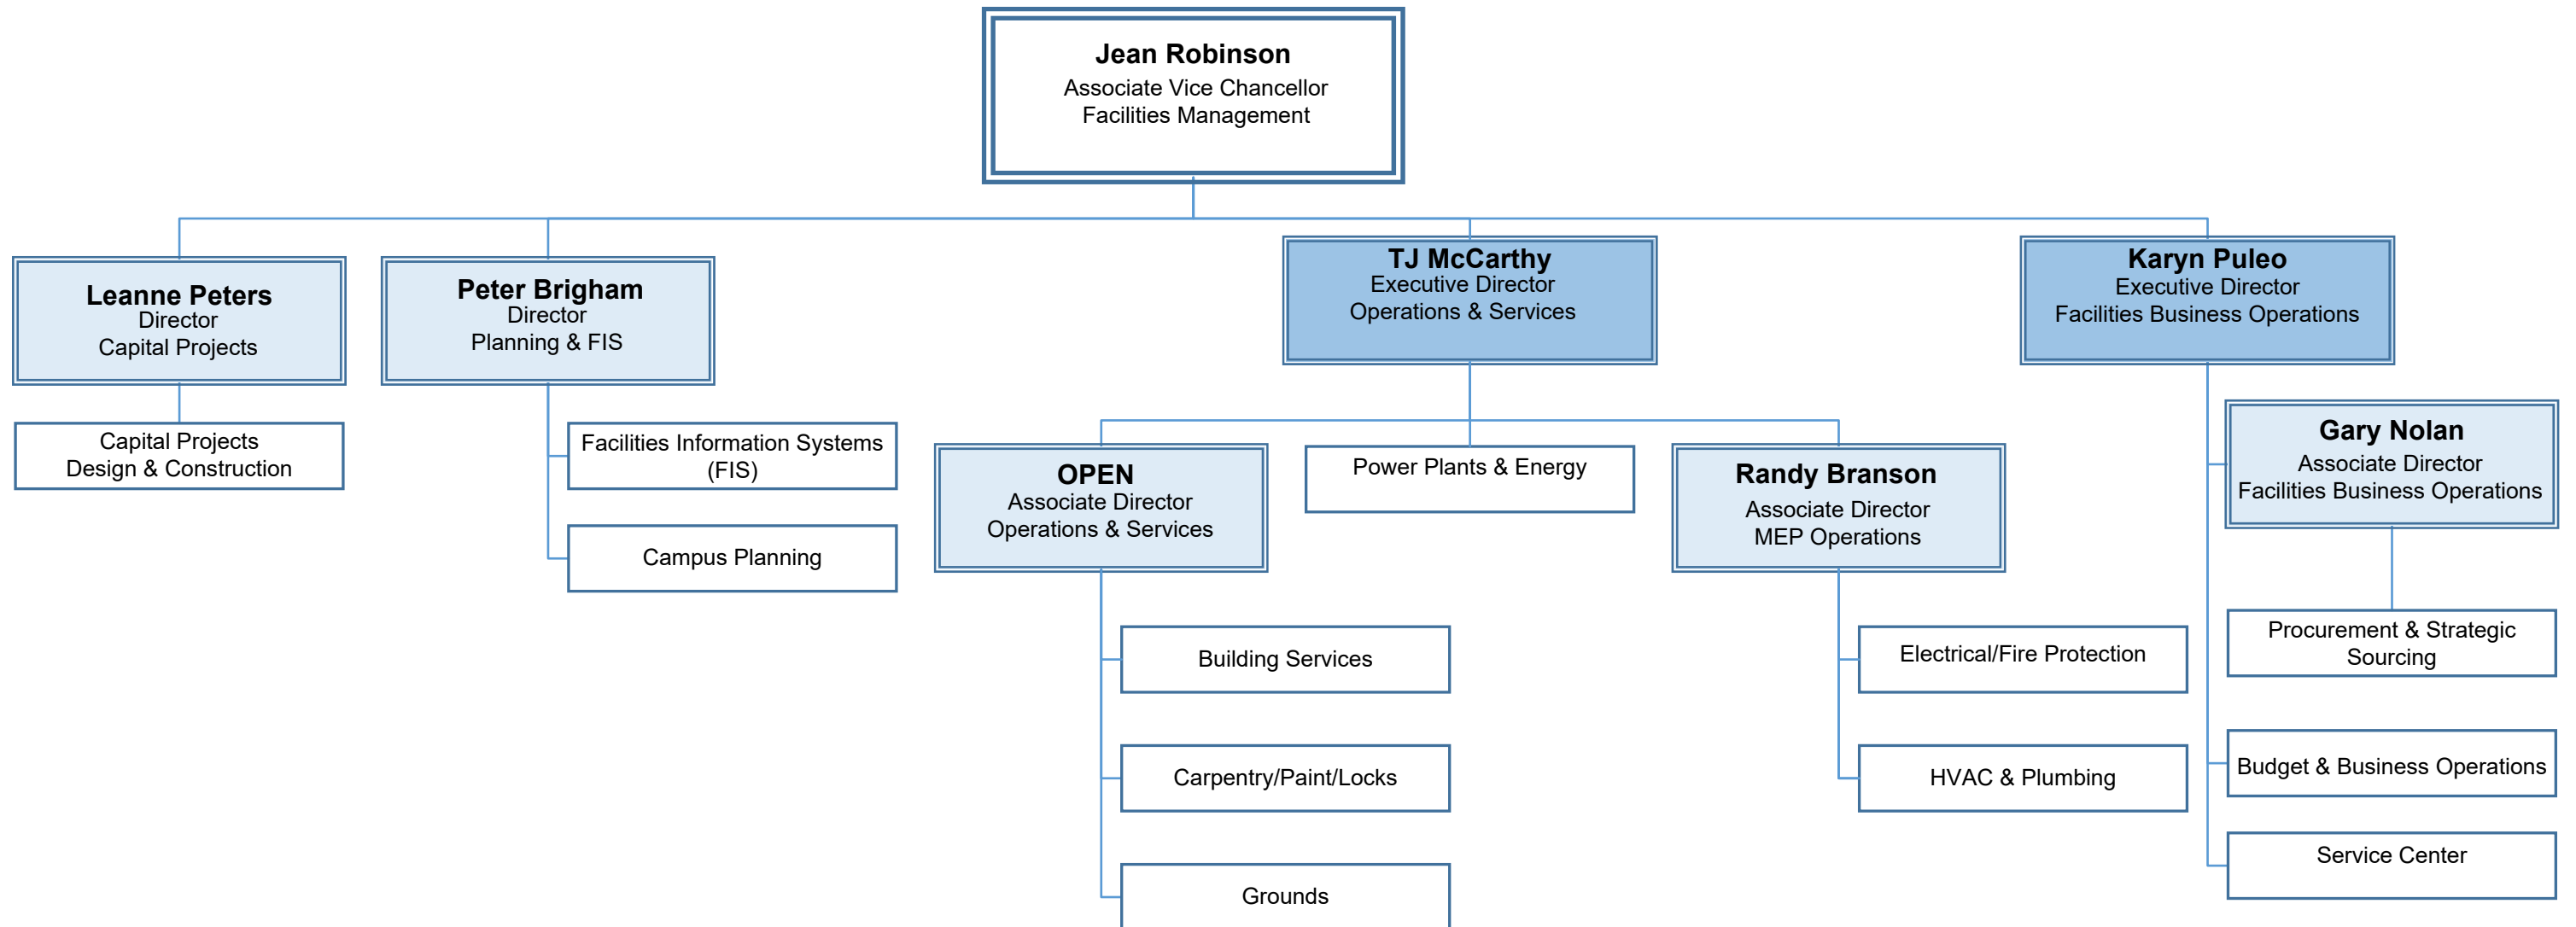 Jean Robinson
Associate Vice Chancellor
Facilities Management
Leanne Peters
Director
Capital Projects
Peter Brigham
Director
Planning & FIS
TJ McCarthy
Executive Director
Operations & Services
Karyn Puleo
Executive Director
Facilities Business Operations
Capital Projects
Design & Construction
Facilities Information Systems
(FIS)
Campus Planning
OPEN
Associate Director
Operations & Services
Power Plants & Energy
Randy Branson
Associate Director
MEP Operations
Gary Nolan
Associate Director
Facilities Business Operations
Building Services
Carpentry/Paint/Locks
Grounds
Electrical/Fire Protection
HVAC & Plumbing
Procurement & Strategic
Sourcing
Budget & Business Operations
Service Center